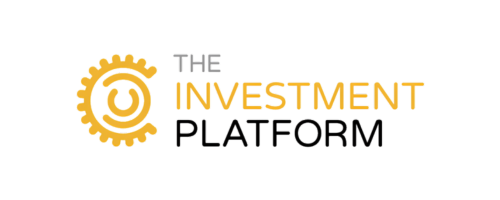 THE
INVESTMENT
PLATFORM